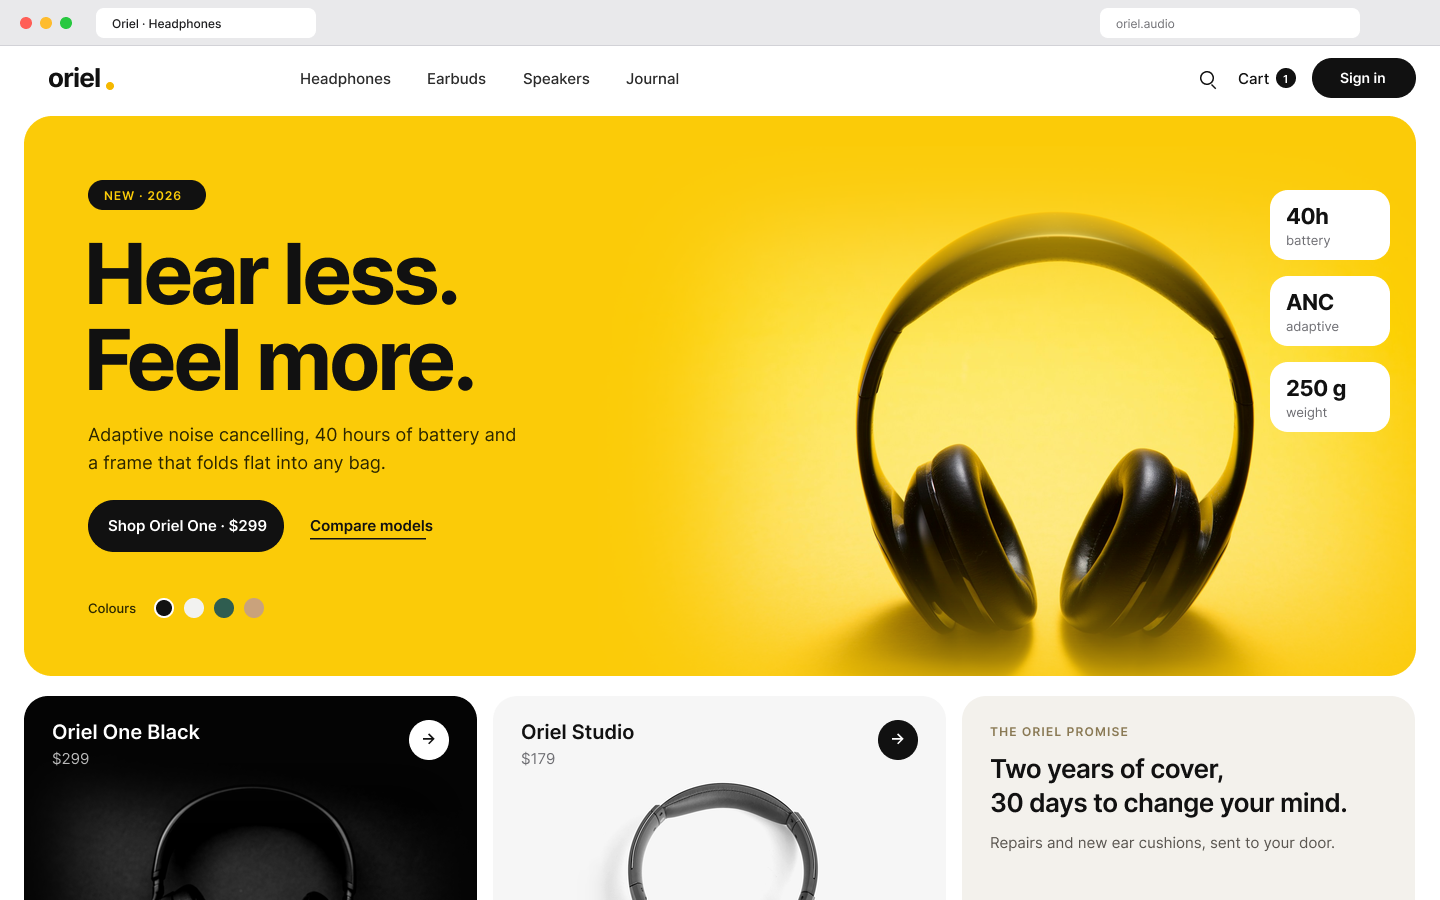 Oriel · Headphones
oriel.audio
oriel.
Headphones
Earbuds
Speakers
Journal
Cart 1
Sign in
NEW · 2026
Hear less.
Feel more.
Adaptive noise cancelling, 40 hours of battery and
a frame that folds flat into any bag.
Shop Oriel One · $299
Compare models
Colours
40h
battery
ANC
adaptive
250 g
weight
Oriel One Black
$299
Oriel Studio
$179
THE ORIEL PROMISE
Two years of cover,
30 days to change your mind.
Repairs and new ear cushions, sent to your door.